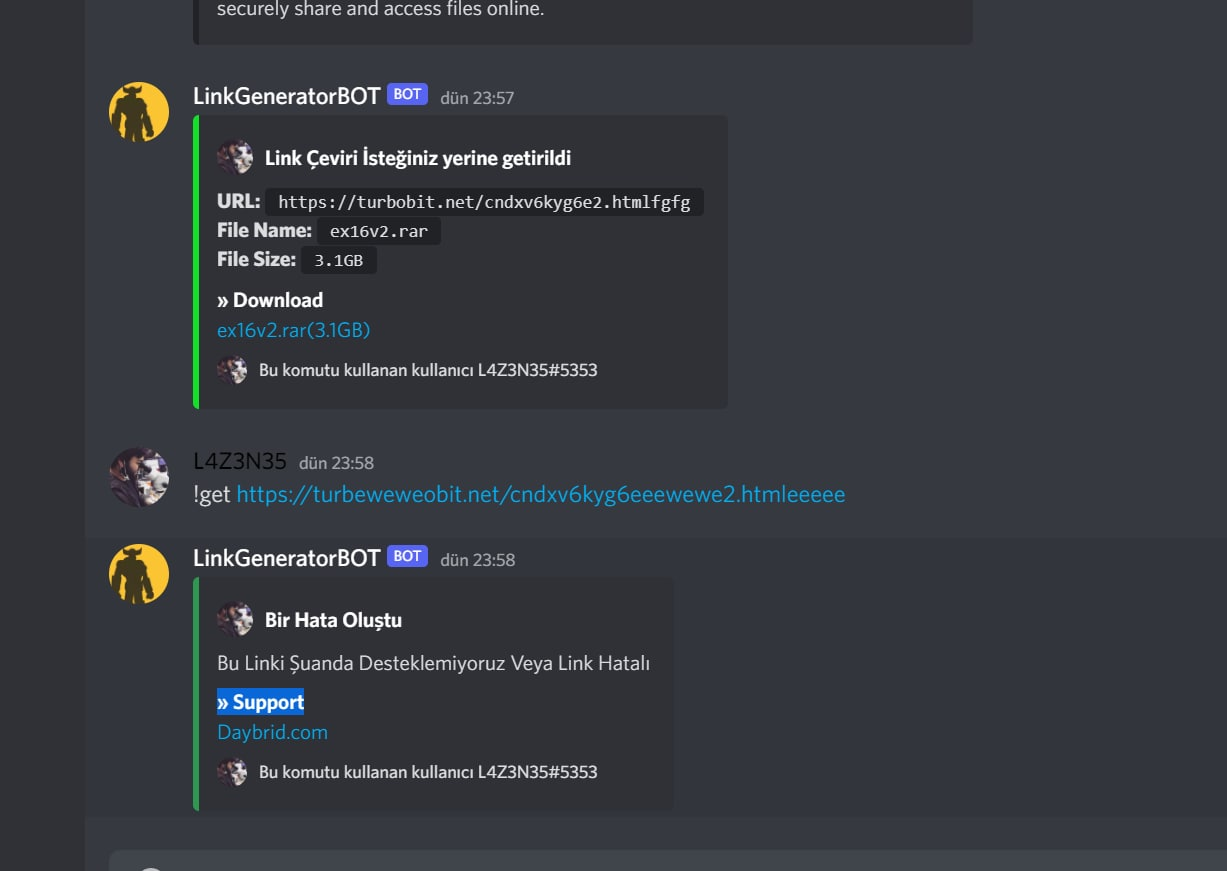 securely share and access files online.
LinkGeneratorBOT BOT dün 23:57
Link Çeviri İsteğiniz yerine getirildi
URL: https://turbobit.net/cndxv6kyg6e2.htmlfgfg
File Name: ex16v2.rar
File Size: 3.1GB
» Download
ex16v2.rar(3.1GB)
Bu komutu kullanan kullanıcı L4Z3N35#5353
L4Z3N35 dün 23:58
!get https://turbeweweobit.net/cndxv6kyg6eeewewe2.htmleeeee
LinkGeneratorBOT BOT dün 23:58
Bir Hata Oluştu
Bu Linki Şuanda Desteklemiyoruz Veya Link Hatalı
» Support
Daybrid.com
Bu komutu kullanan kullanıcı L4Z3N35#5353